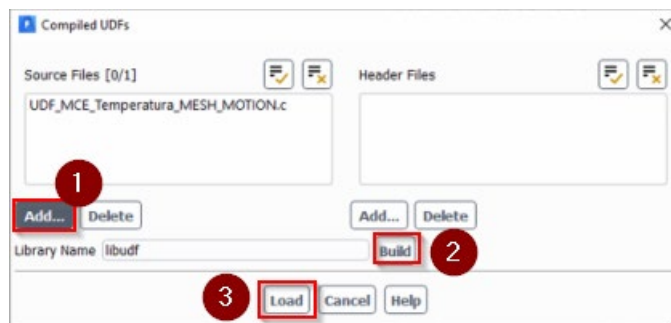 Compiled UDFs
Source Files [0/1]
Header Files
UDF_MCE_Temperatura_MESH_MOTION.c
1
Add... Delete
Add... Delete
Library Name libudf
Build
2
3
Load Cancel Help